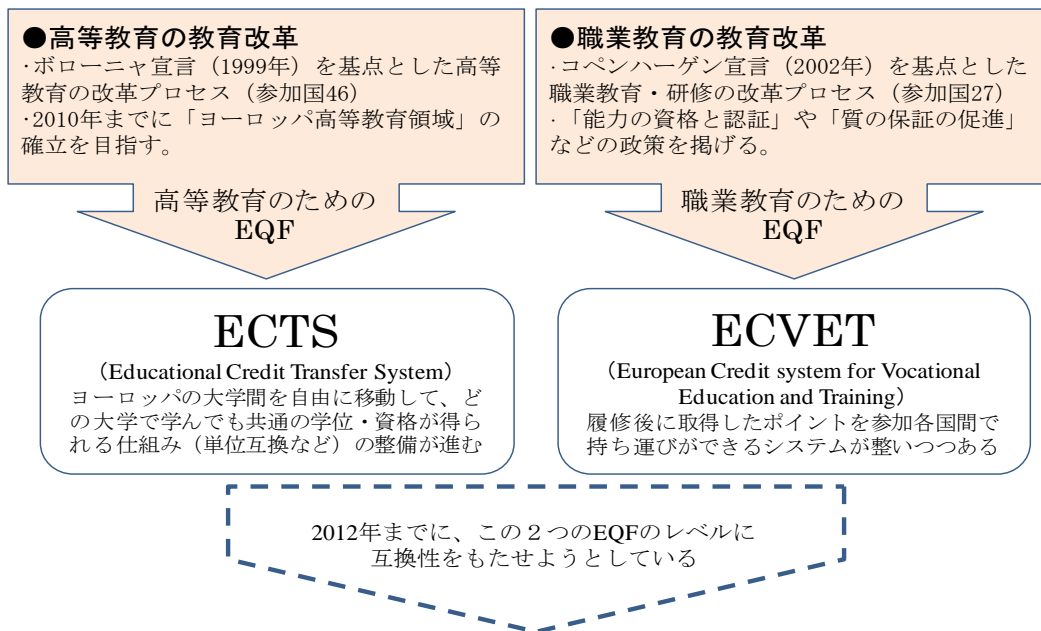 ●高等教育の教育改革
・ボローニャ宣言（1999年）を基点とした高等
教育の改革プロセス（参加国46）
・2010年までに「ヨーロッパ高等教育領域」の
確立を目指す。
高等教育のための
EQF
ECTS
（Educational Credit Transfer System）
ヨーロッパの大学間を自由に移動して、ど
の大学で学んでも共通の学位・資格が得ら
れる仕組み（単位互換など）の整備が進む
●職業教育の教育改革
・コペンハーゲン宣言（2002年）を基点とした
職業教育・研修の改革プロセス（参加国27）
・「能力の資格と認証」や「質の保証の促進」
などの政策を掲げる。
職業教育のための
EQF
ECVET
（European Credit system for Vocational
Education and Training）
履修後に取得したポイントを参加各国間で
持ち運びができるシステムが整いつつある
2012年までに、この２つのEQFのレベルに
互換性をもたせようとしている